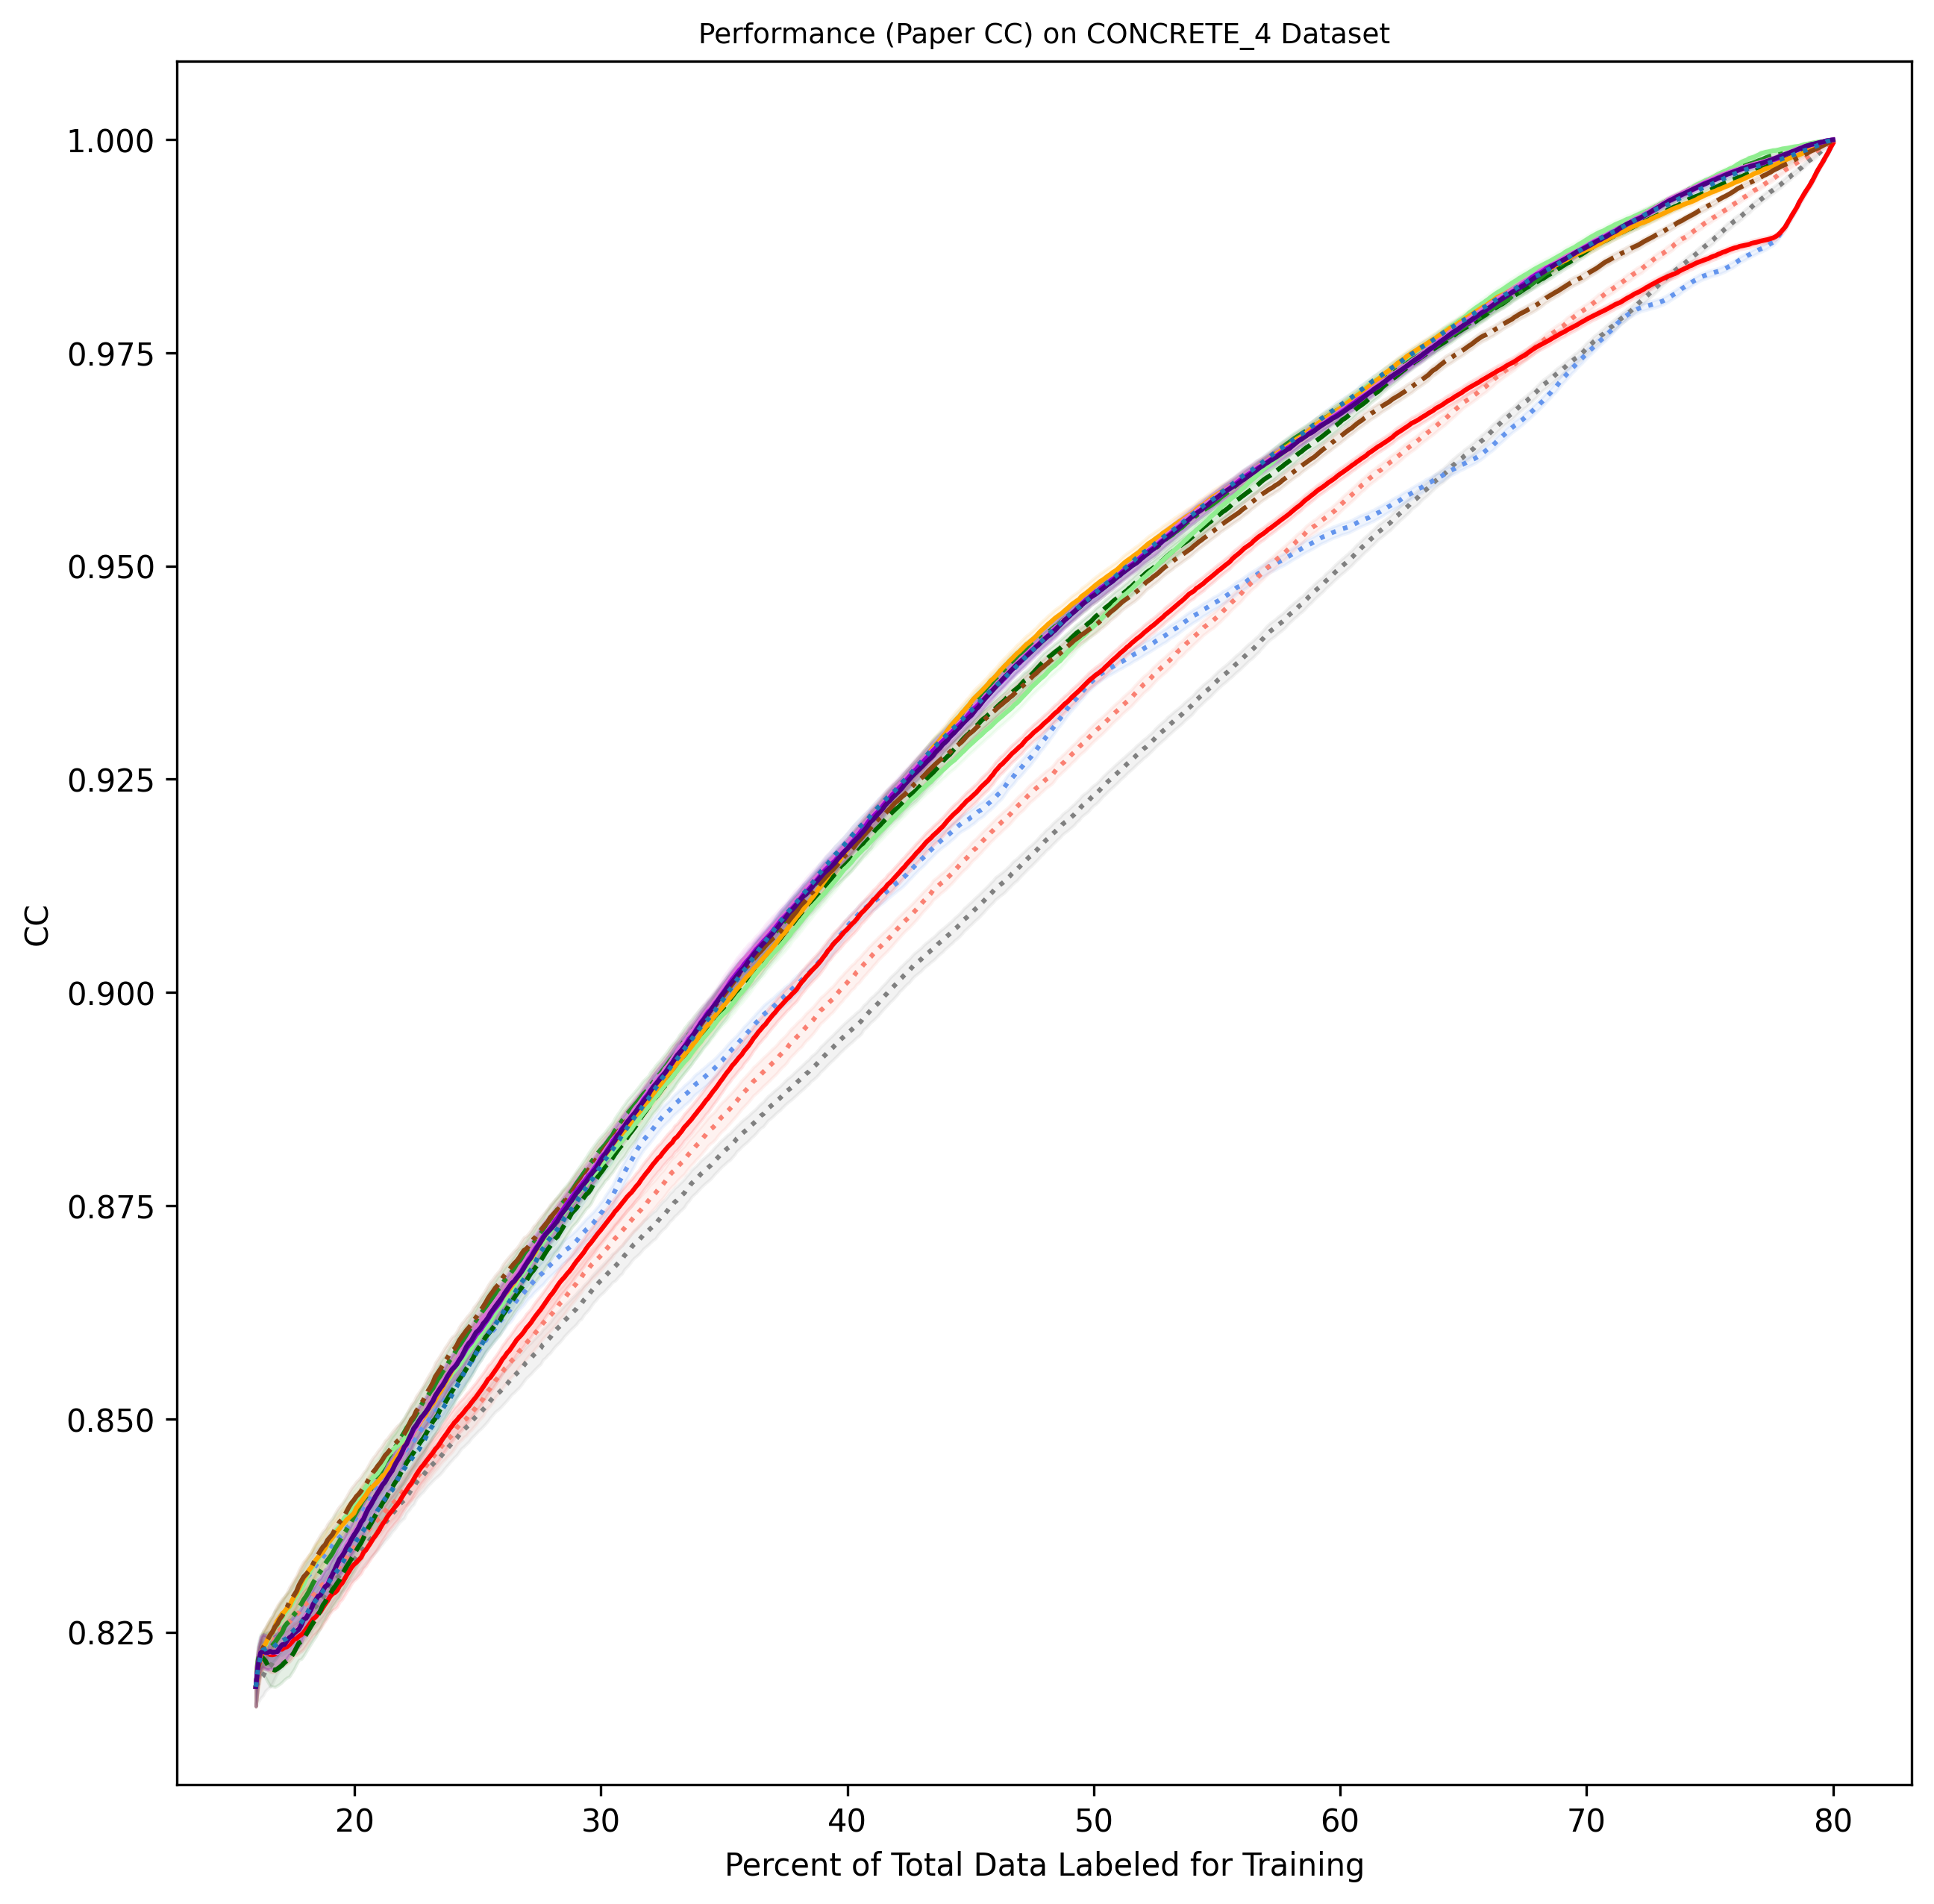 Performance (Paper CC) on CONCRETE_4 Dataset
1.000
0.975
0.950
0.925
0.900
0.875
0.850
0.825
CC
20 30 40 50 60 70 80
Percent of Total Data Labeled for Training